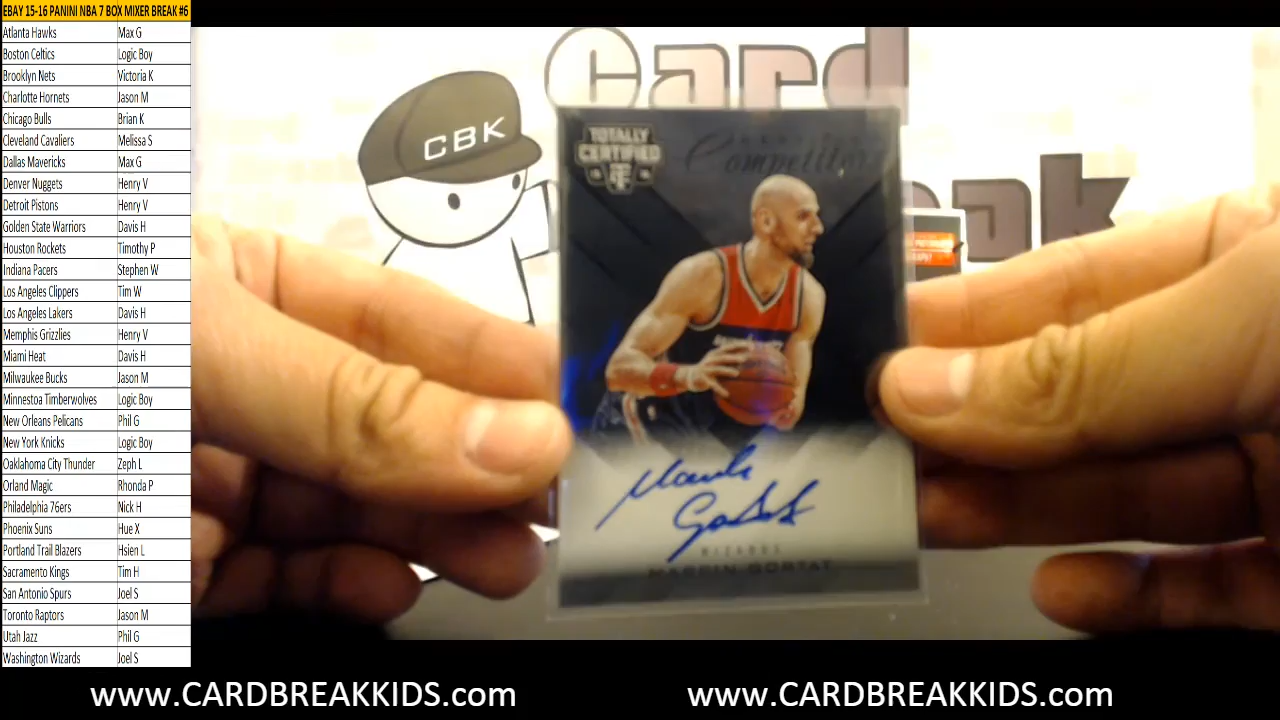 EBAY 15-16 PANINI NBA 7 BOX MIXER BREAK #6
Atlanta Hawks Max G
Boston Celtics Logic Boy
Brooklyn Nets Victoria K
Charlotte Hornets Jason M
Chicago Bulls Brian K
Cleveland Cavaliers Melissa S
Dallas Mavericks Max G
Denver Nuggets Henry V
Detroit Pistons Henry V
Golden State Warriors Davis H
Houston Rockets Timothy P
Indiana Pacers Stephen W
Los Angeles Clippers Tim W
Los Angeles Lakers Davis H
Memphis Grizzlies Henry V
Miami Heat Davis H
Milwaukee Bucks Jason M
Minnestoa Timberwolves Logic Boy
New Orleans Pelicans Phil G
New York Knicks Logic Boy
Oaklahoma City Thunder Zeph L
Orland Magic Rhonda P
Philadelphia 76ers Nick H
Phoenix Suns Hue X
Portland Trail Blazers Hsien L
Sacramento Kings Tim H
San Antonio Spurs Joel S
Toronto Raptors Jason M
Utah Jazz Phil G
Washington Wizards Joel S
Card
CBK
TOTALLY
CERTIFIED
Competitor
WIZARDS
MARCIN GORTAT
www.CARDBREAKKIDS.com www.CARDBREAKKIDS.com